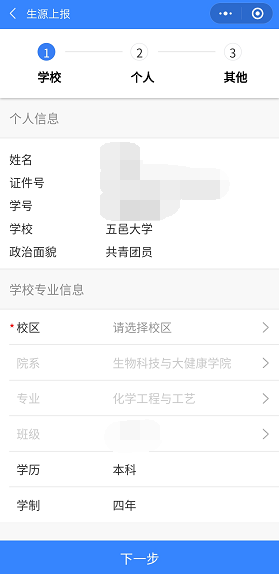 生源上报
1 2 3
学校 个人 其他
个人信息
姓名
证件号
学号
学校 五邑大学
政治面貌 共青团员
学校专业信息
* 校区 请选择校区
院系 生物科技与大健康学院
专业 化学工程与工艺
班级
学历 本科
学制 四年
下一步